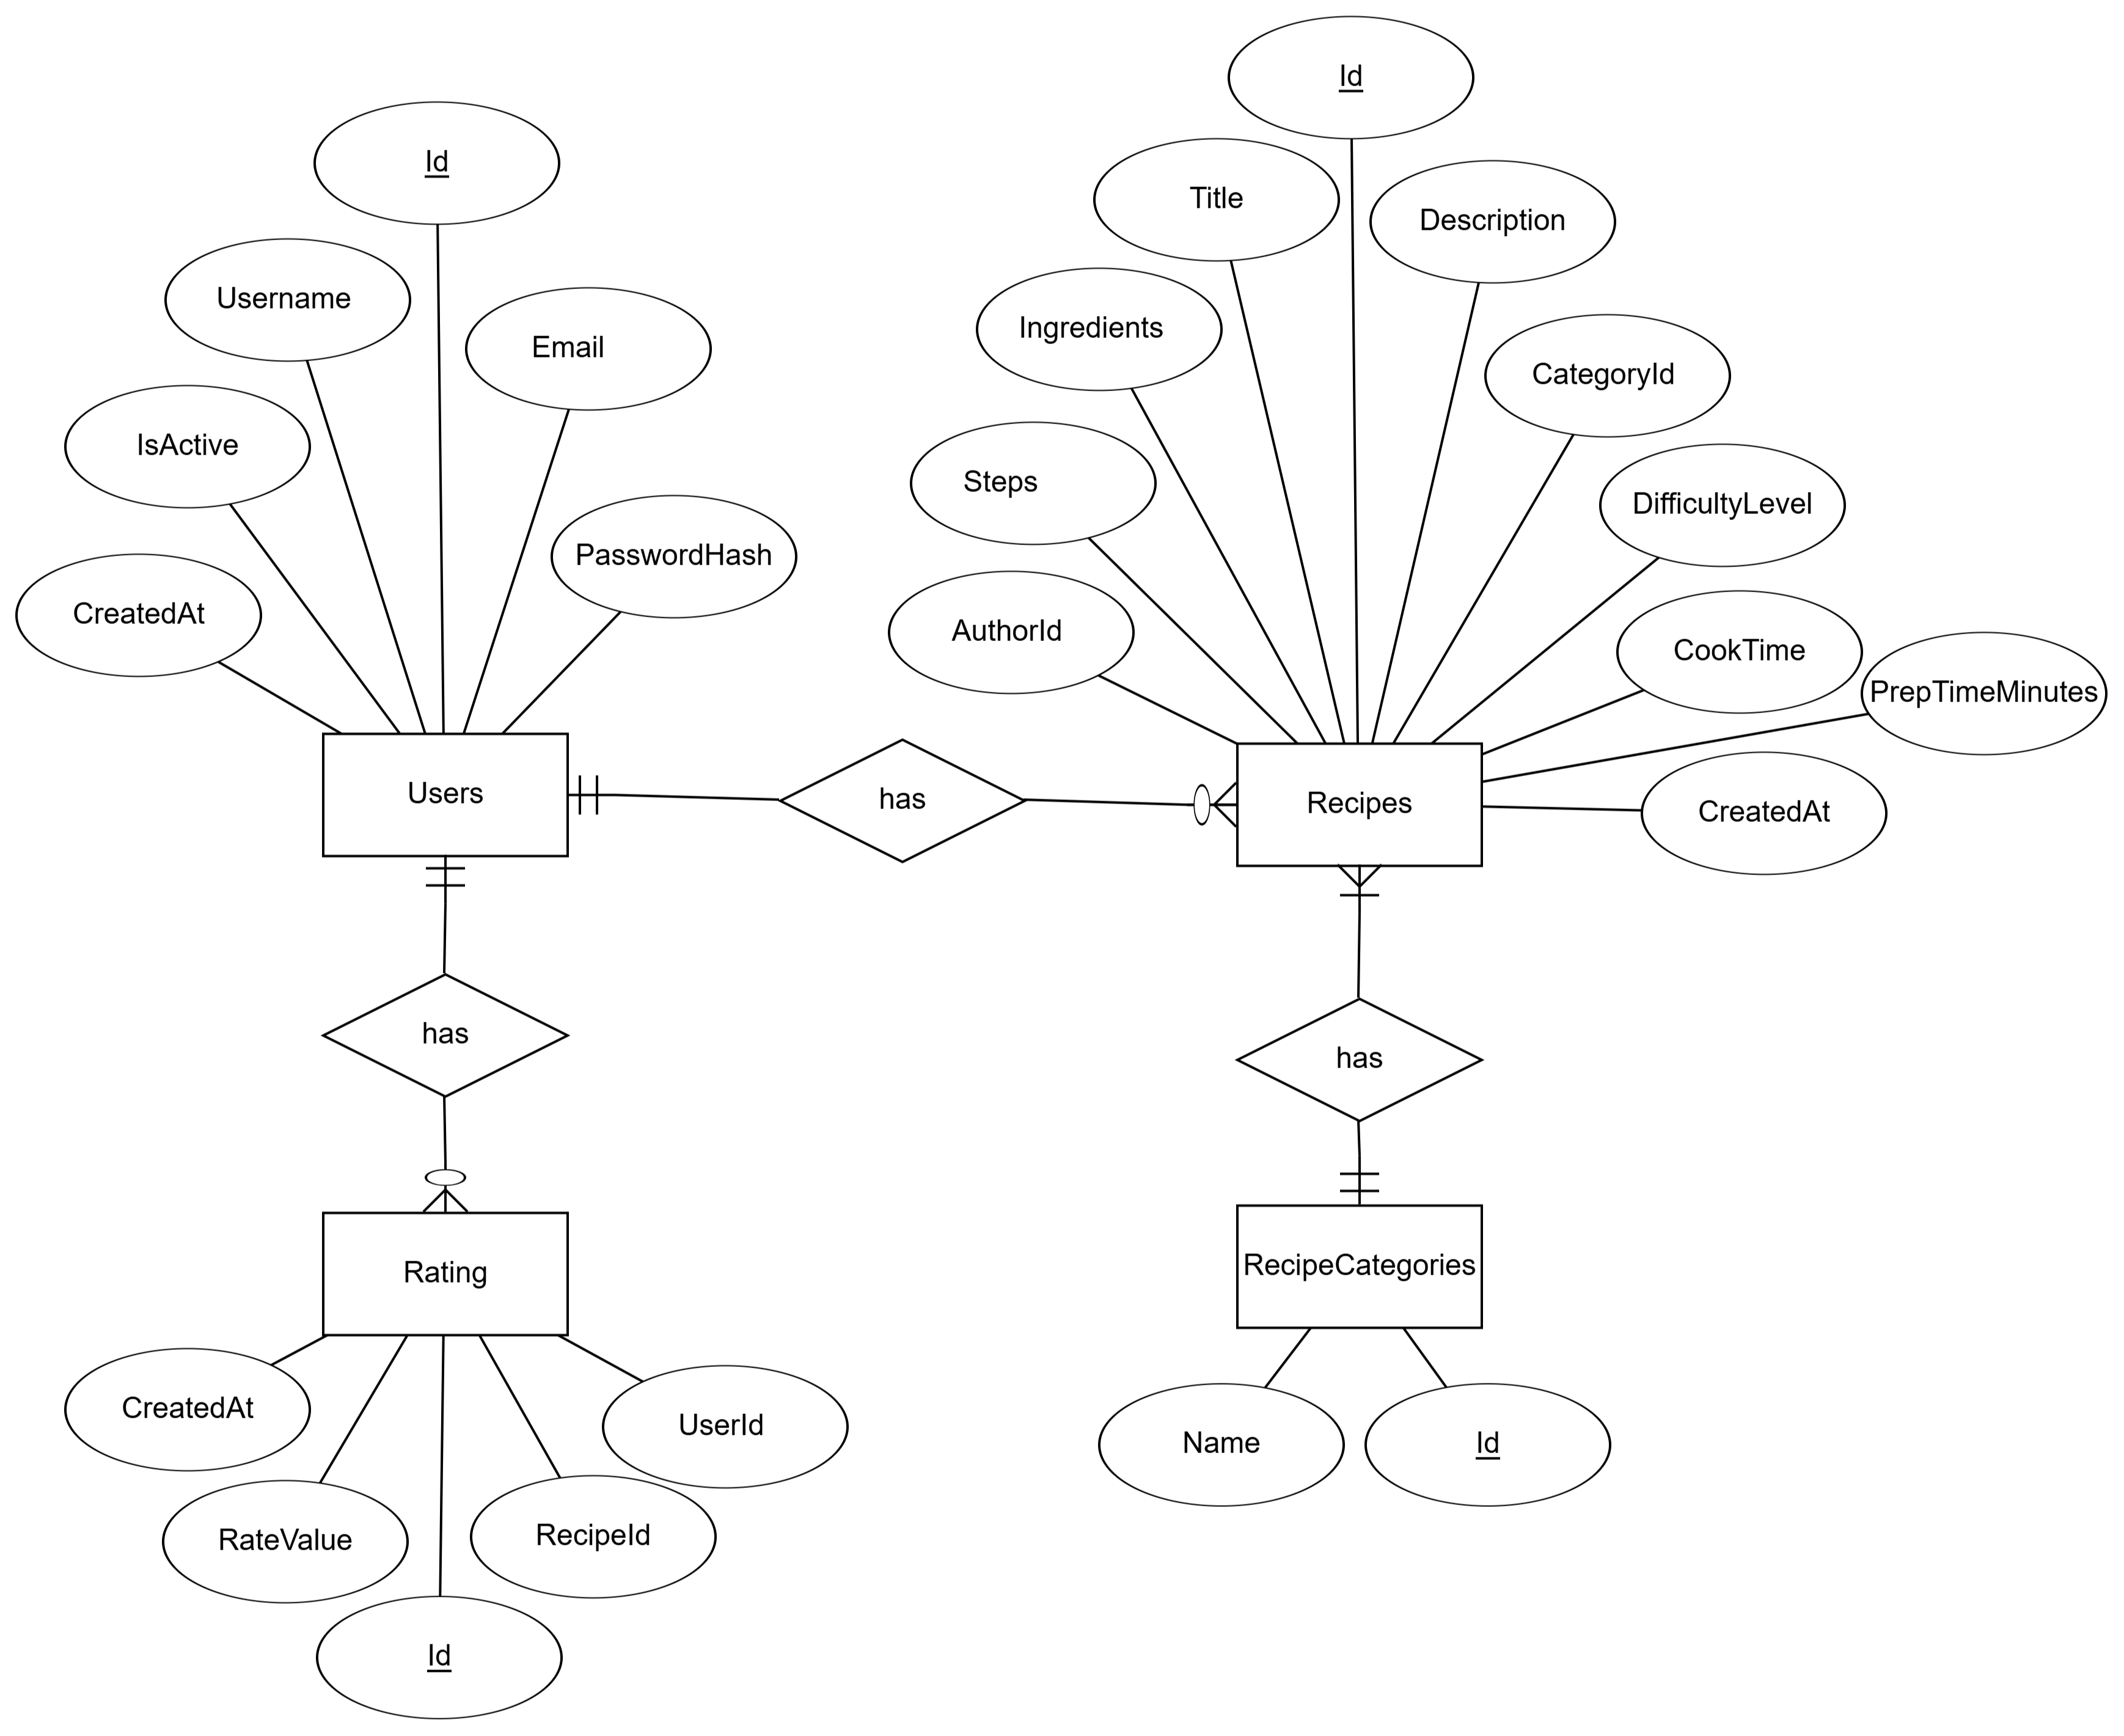 Id
Id
Title
Description
Username
Ingredients
Email
CategoryId
IsActive
Steps
DifficultyLevel
PasswordHash
CreatedAt
AuthorId
CookTime
PrepTimeMinutes
Users
has
Recipes
CreatedAt
has
has
Rating
RecipeCategories
CreatedAt
UserId
Name
Id
RateValue
RecipeId
Id